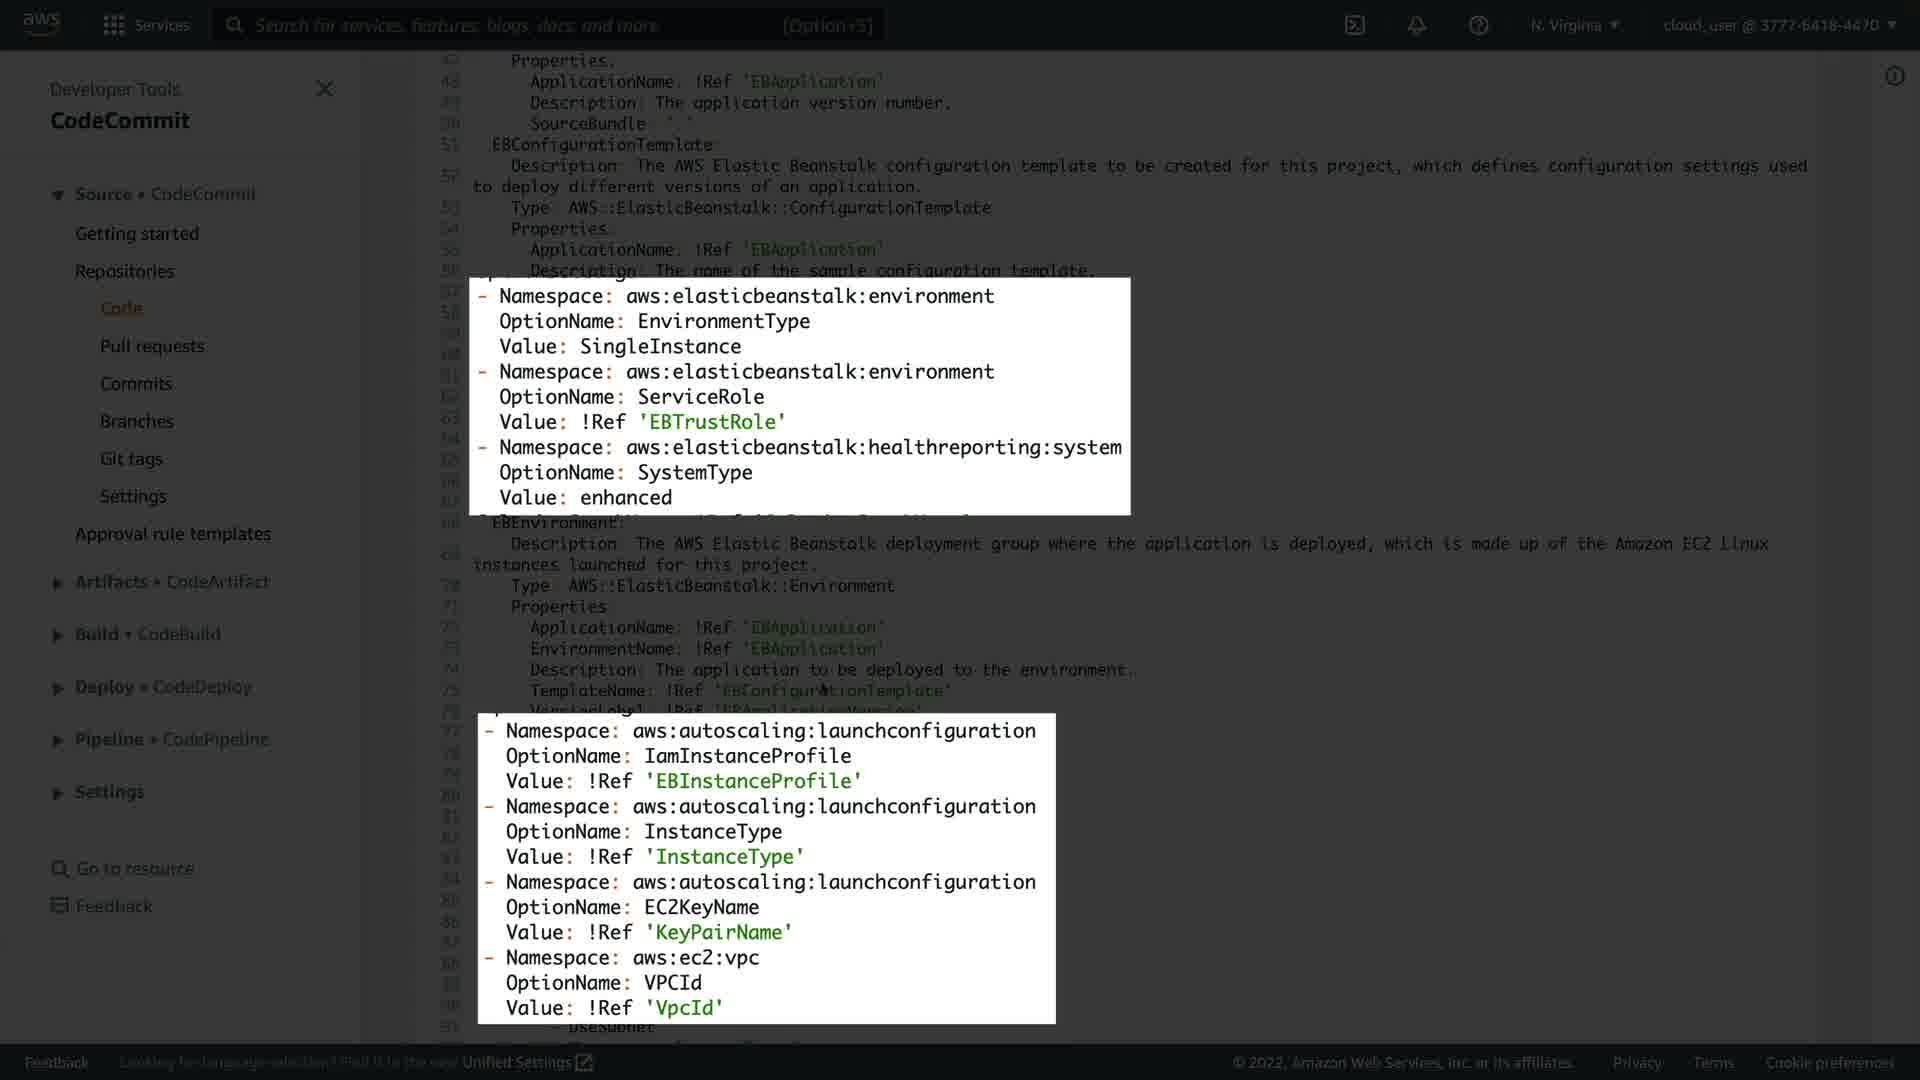 aws
Services
Search for services, features, blogs, docs, and more
[Option+S]
N. Virginia
cloud_user @ 3777-6418-4470
Developer Tools
CodeCommit
Source • CodeCommit
Getting started
Repositories
Code
Pull requests
Commits
Branches
Git tags
Settings
Approval rule templates
Artifacts • CodeArtifact
Build • CodeBuild
Deploy • CodeDeploy
Pipeline • CodePipeline
Settings
Go to resource
Feedback
Properties:
48 ApplicationName: !Ref 'EBApplication'
49 Description: The application version number.
50 SourceBundle:
51 EBConfigurationTemplate:
52 Description: The AWS Elastic Beanstalk configuration template to be created for this project, which defines configuration settings used
to deploy different versions of an application.
53 Type: AWS::ElasticBeanstalk::ConfigurationTemplate
54 Properties:
55 ApplicationName: !Ref 'EBApplication'
56 Description: The name of the sample configuration template.
- Namespace: aws:elasticbeanstalk:environment
OptionName: EnvironmentType
Value: SingleInstance
- Namespace: aws:elasticbeanstalk:environment
OptionName: ServiceRole
Value: !Ref 'EBTrustRole'
- Namespace: aws:elasticbeanstalk:healthreporting:system
OptionName: SystemType
Value: enhanced
68 EBEnvironment:
69 Description: The AWS Elastic Beanstalk deployment group where the application is deployed, which is made up of the Amazon EC2 Linux
instances launched for this project.
70 Type: AWS::ElasticBeanstalk::Environment
71 Properties:
72 ApplicationName: !Ref 'EBApplication'
73 EnvironmentName: !Ref 'EBApplication'
74 Description: The application to be deployed to the environment.
75 TemplateName: !Ref 'EBConfigurationTemplate'
76 VersionLabel: !Ref 'EBApplicationVersion'
- Namespace: aws:autoscaling:launchconfiguration
OptionName: IamInstanceProfile
Value: !Ref 'EBInstanceProfile'
- Namespace: aws:autoscaling:launchconfiguration
OptionName: InstanceType
Value: !Ref 'InstanceType'
- Namespace: aws:autoscaling:launchconfiguration
OptionName: EC2KeyName
Value: !Ref 'KeyPairName'
- Namespace: aws:ec2:vpc
OptionName: VPCId
Value: !Ref 'VpcId'
- UseSubnet
Feedback
Looking for language selection? Find it in the new Unified Settings
© 2022, Amazon Web Services, Inc. or its affiliates.
Privacy
Terms
Cookie preferences